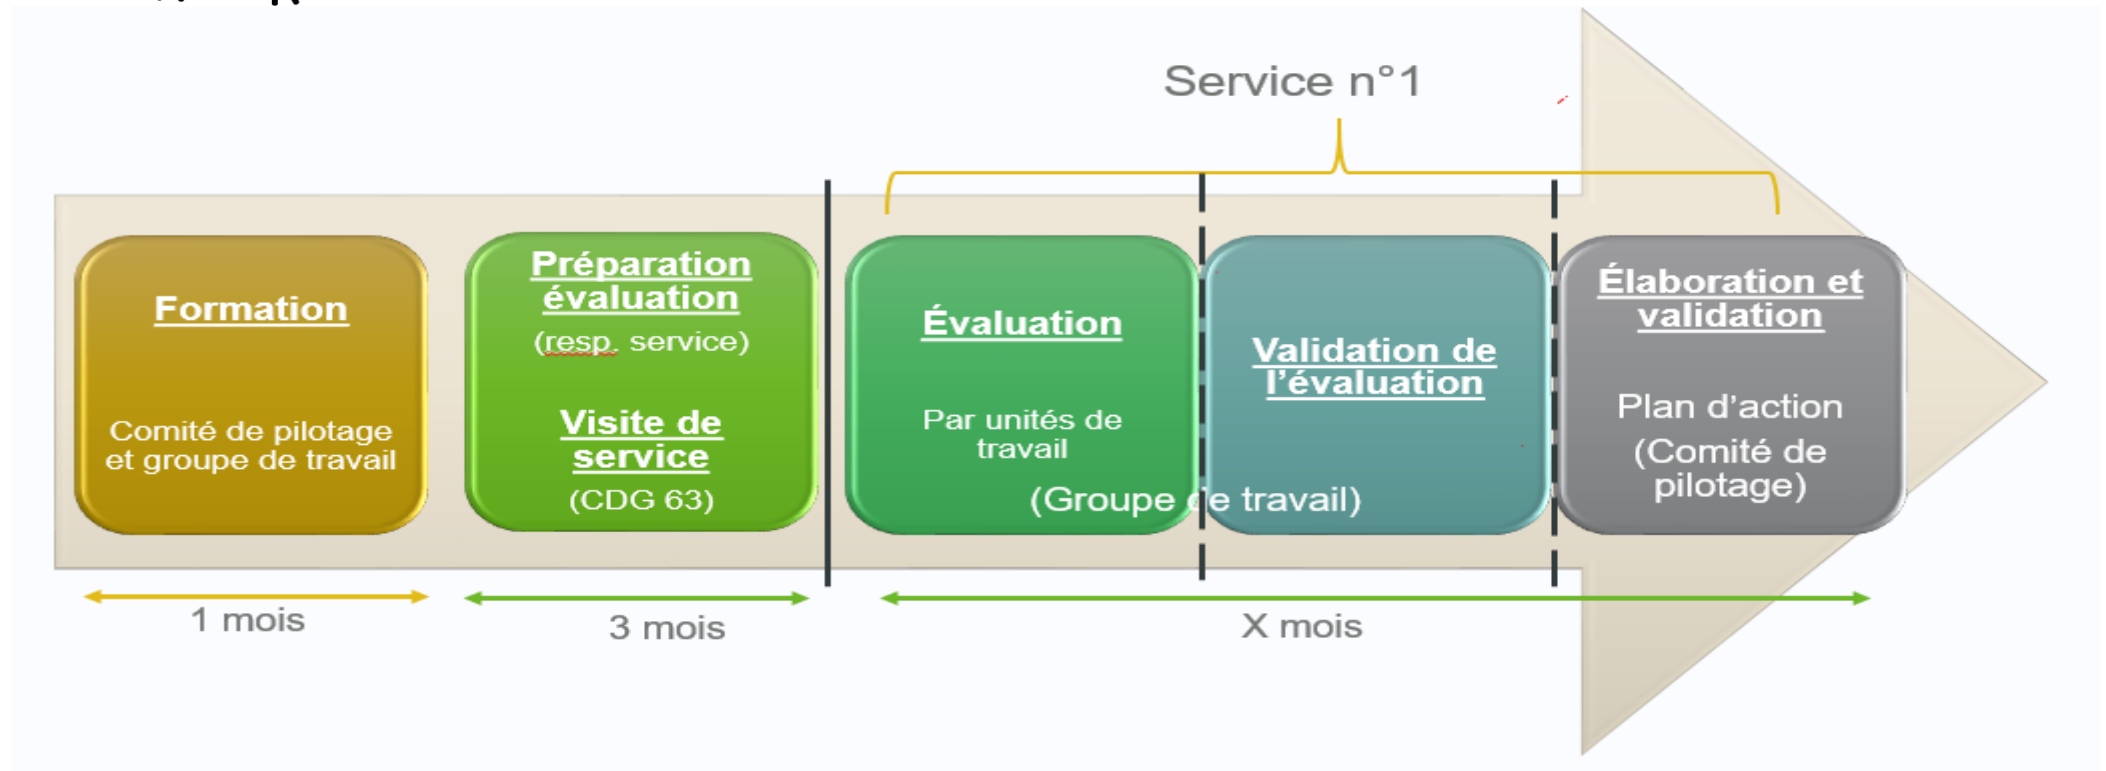 Service n°1
Formation
Comité de pilotage
et groupe de travail
Préparation
évaluation
(resp. service)
Visite de
service
(CDG 63)
Évaluation
Par unités de
travail
(Groupe de travail)
Validation de
l’évaluation
Élaboration et
validation
Plan d’action
(Comité de
pilotage)
1 mois
3 mois
X mois